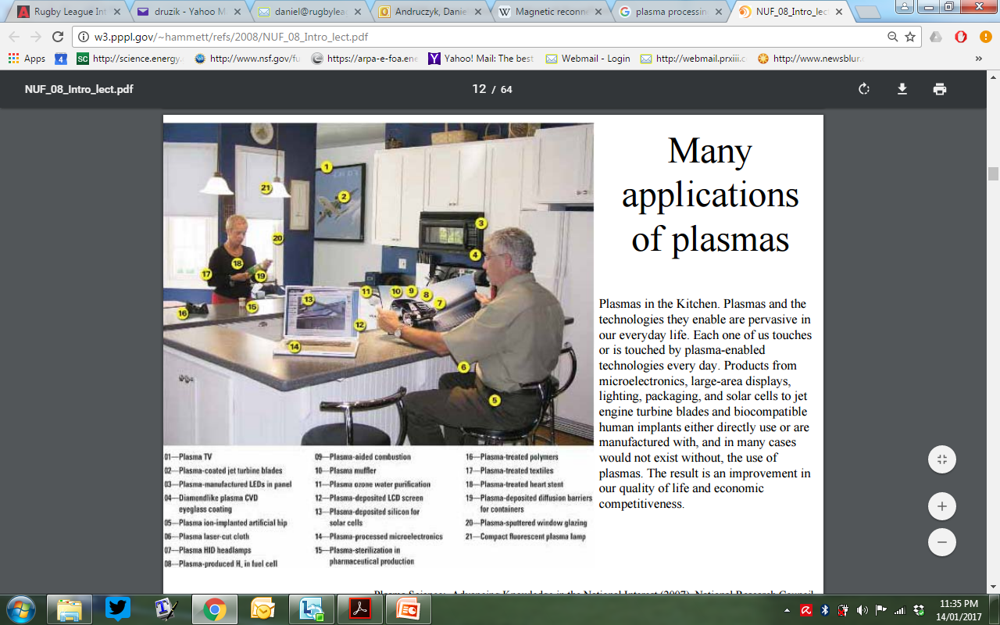 Rugby League Int
druzik - Yahoo M
daniel@rugbylea
Andruczyk, Danie
Magnetic reconne
plasma processin
NUF_08_Intro_lec
w3.pppl.gov/~hammett/refs/2008/NUF_08_Intro_lect.pdf
Apps
4
SC http://science.energy.
http://www.nsf.gov/fu
https://arpa-e-foa.ene
Yahoo! Mail: The best
Webmail - Login
http://webmail.prxiii.c
http://www.newsblur.c
»
NUF_08_Intro_lect.pdf
12 / 64
Many
applications
of plasmas
1
2
21
3
20
4
18
17
19
11
10
9
8
7
13
15
16
12
14
6
5
Plasmas in the Kitchen. Plasmas and the
technologies they enable are pervasive in
our everyday life. Each one of us touches
or is touched by plasma-enabled
technologies every day. Products from
microelectronics, large-area displays,
lighting, packaging, and solar cells to jet
engine turbine blades and biocompatible
human implants either directly use or are
manufactured with, and in many cases
would not exist without, the use of
plasmas. The result is an improvement in
our quality of life and economic
competitiveness.
01—Plasma TV
02—Plasma-coated jet turbine blades
03—Plasma-manufactured LEDs in panel
04—Diamondlike plasma CVD
eyeglass coating
05—Plasma ion-implanted artificial hip
06—Plasma laser-cut cloth
07—Plasma HID headlamps
08—Plasma-produced H₂ in fuel cell
09—Plasma-aided combustion
10—Plasma muffler
11—Plasma ozone water purification
12—Plasma-deposited LCD screen
13—Plasma-deposited silicon for
solar cells
14—Plasma-processed microelectronics
15—Plasma-sterilization in
pharmaceutical production
16—Plasma-treated polymers
17—Plasma-treated textiles
18—Plasma-treated heart stent
19—Plasma-deposited diffusion barriers
for containers
20—Plasma-sputtered window glazing
21—Compact fluorescent plasma lamp
Plasma Science: Advancing Knowledge in the National Interest (2007), National Research Council
11:35 PM
14/01/2017